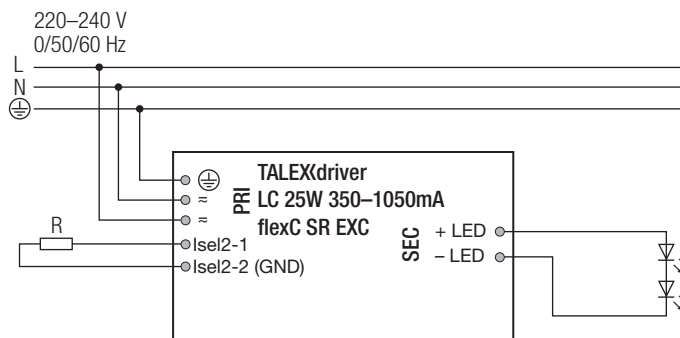 220–240 V
0/50/60 Hz
L
N
TALEXdriver
LC 25W 350–1050mA
flexC SR EXC
PRI
≈
≈
R
Isel2-1
Isel2-2 (GND)
SEC
+ LED
– LED